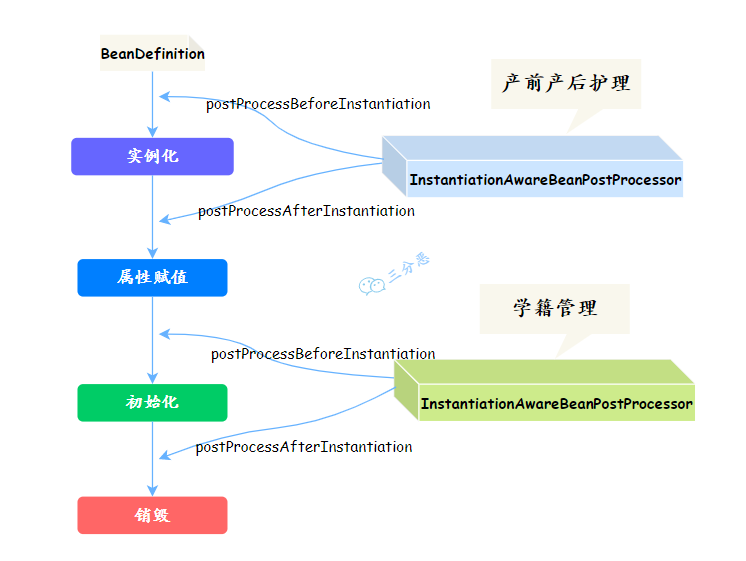 BeanDefinition
产前产后护理
postProcessBeforeInstantiation
实例化
InstantiationAwareBeanPostProcessor
postProcessAfterInstantiation
三分恶
属性赋值
学籍管理
postProcessBeforeInstantiation
初始化
InstantiationAwareBeanPostProcessor
postProcessAfterInstantiation
销毁